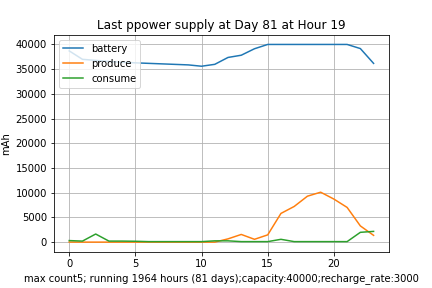 Last ppower supply at Day 81 at Hour 19
40000
35000
30000
25000
20000
15000
10000
5000
0
mAh
battery
produce
consume
0 5 10 15 20
max count5; running 1964 hours (81 days);capacity:40000;recharge_rate:3000